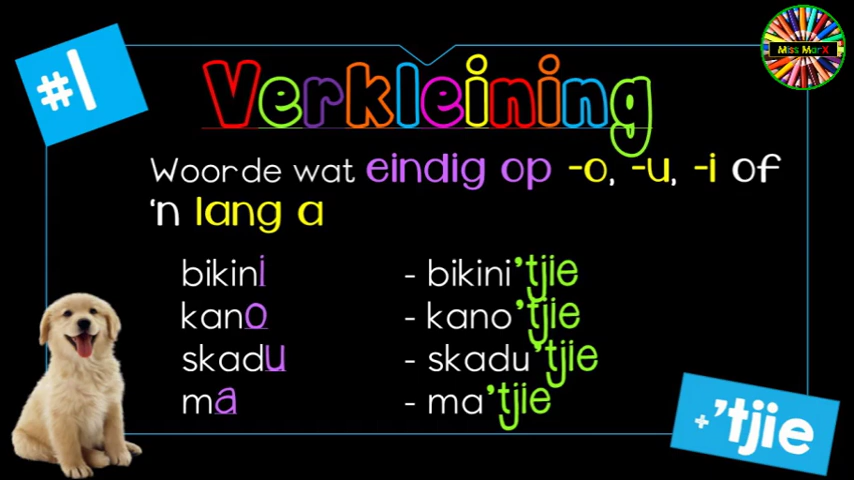 #1
Miss MarX
Verkleining
Woorde wat eindig op -o, -u, -i of
'n lang a
bikini - bikini'tjie
kano - kano'tjie
skadu - skadu'tjie
ma - ma'tjie
+'tjie